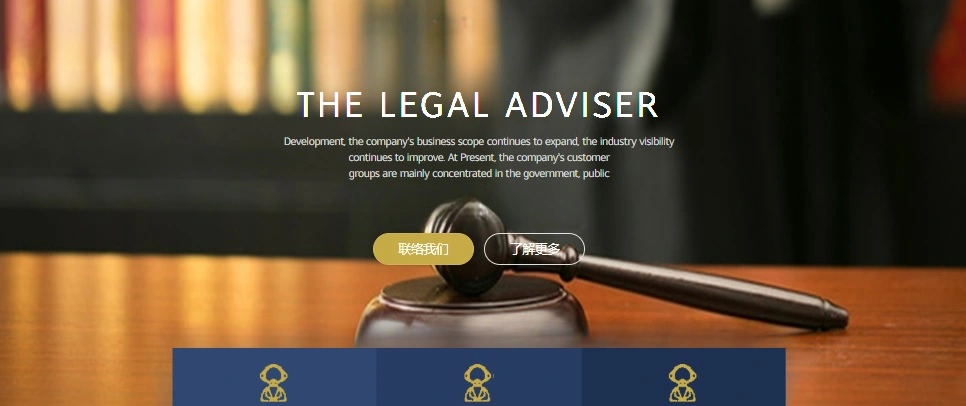 THE LEGAL ADVISER
Development, the company's business scope continues to expand, the industry visibility
continues to improve. At Present, the company's customer
groups are mainly concentrated in the government, public
联络我们 了解更多